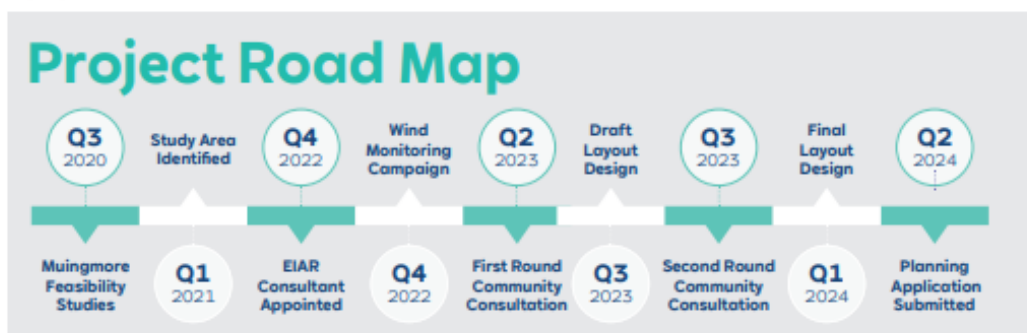 Project Road Map
Q3
2020
Muingmore
Feasibility
Studies
Study Area
Identified
Q1
2021
Q4
2022
EIAR
Consultant
Appointed
Wind
Monitoring
Campaign
Q4
2022
Q2
2023
First Round
Community
Consultation
Draft
Layout
Design
Q3
2023
Q3
2023
Second Round
Community
Consultation
Final
Layout
Design
Q1
2024
Q2
2024
Planning
Application
Submitted